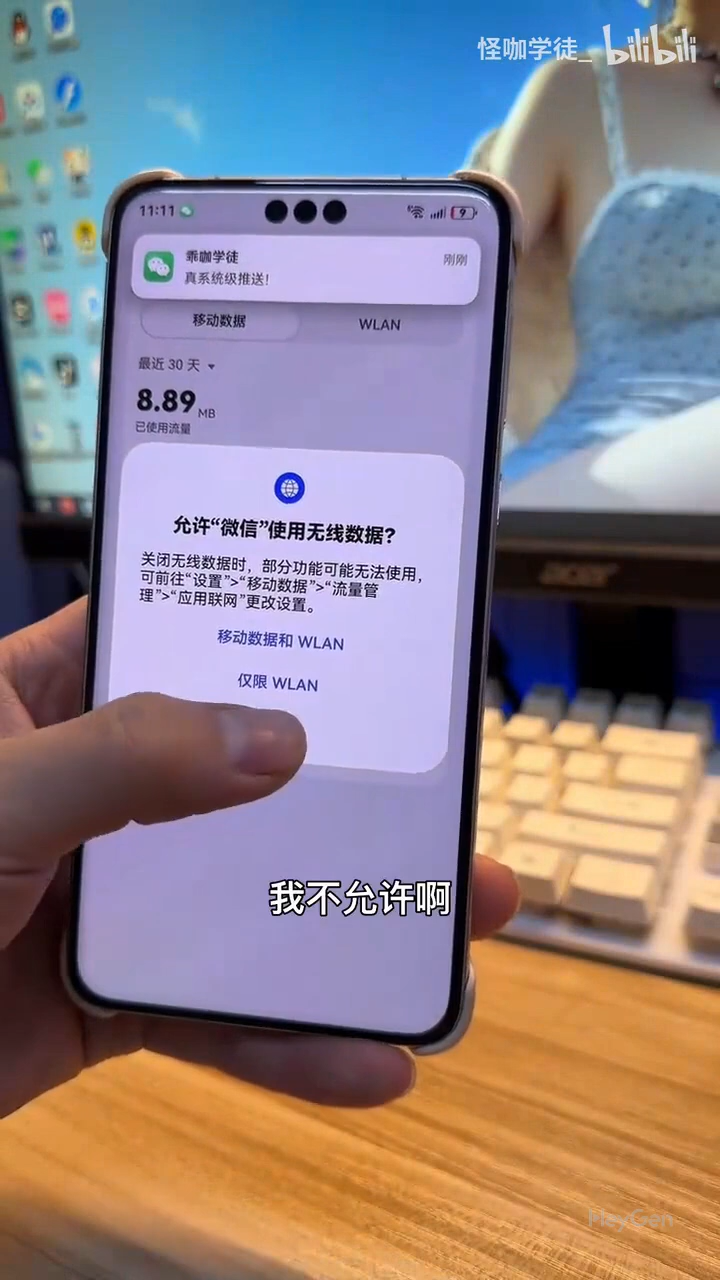 怪咖学徒_ bilibili
11:11
9
乖咖学徒
刚刚
真系统级推送!
移动数据
WLAN
最近 30 天
8.89 MB
已使用流量
允许“微信”使用无线数据?
关闭无线数据时，部分功能可能无法使用，
可前往“设置”>“移动数据”>“流量管
理”>“应用联网”更改设置。
移动数据和 WLAN
仅限 WLAN
acer
我不允许啊
HeyGen